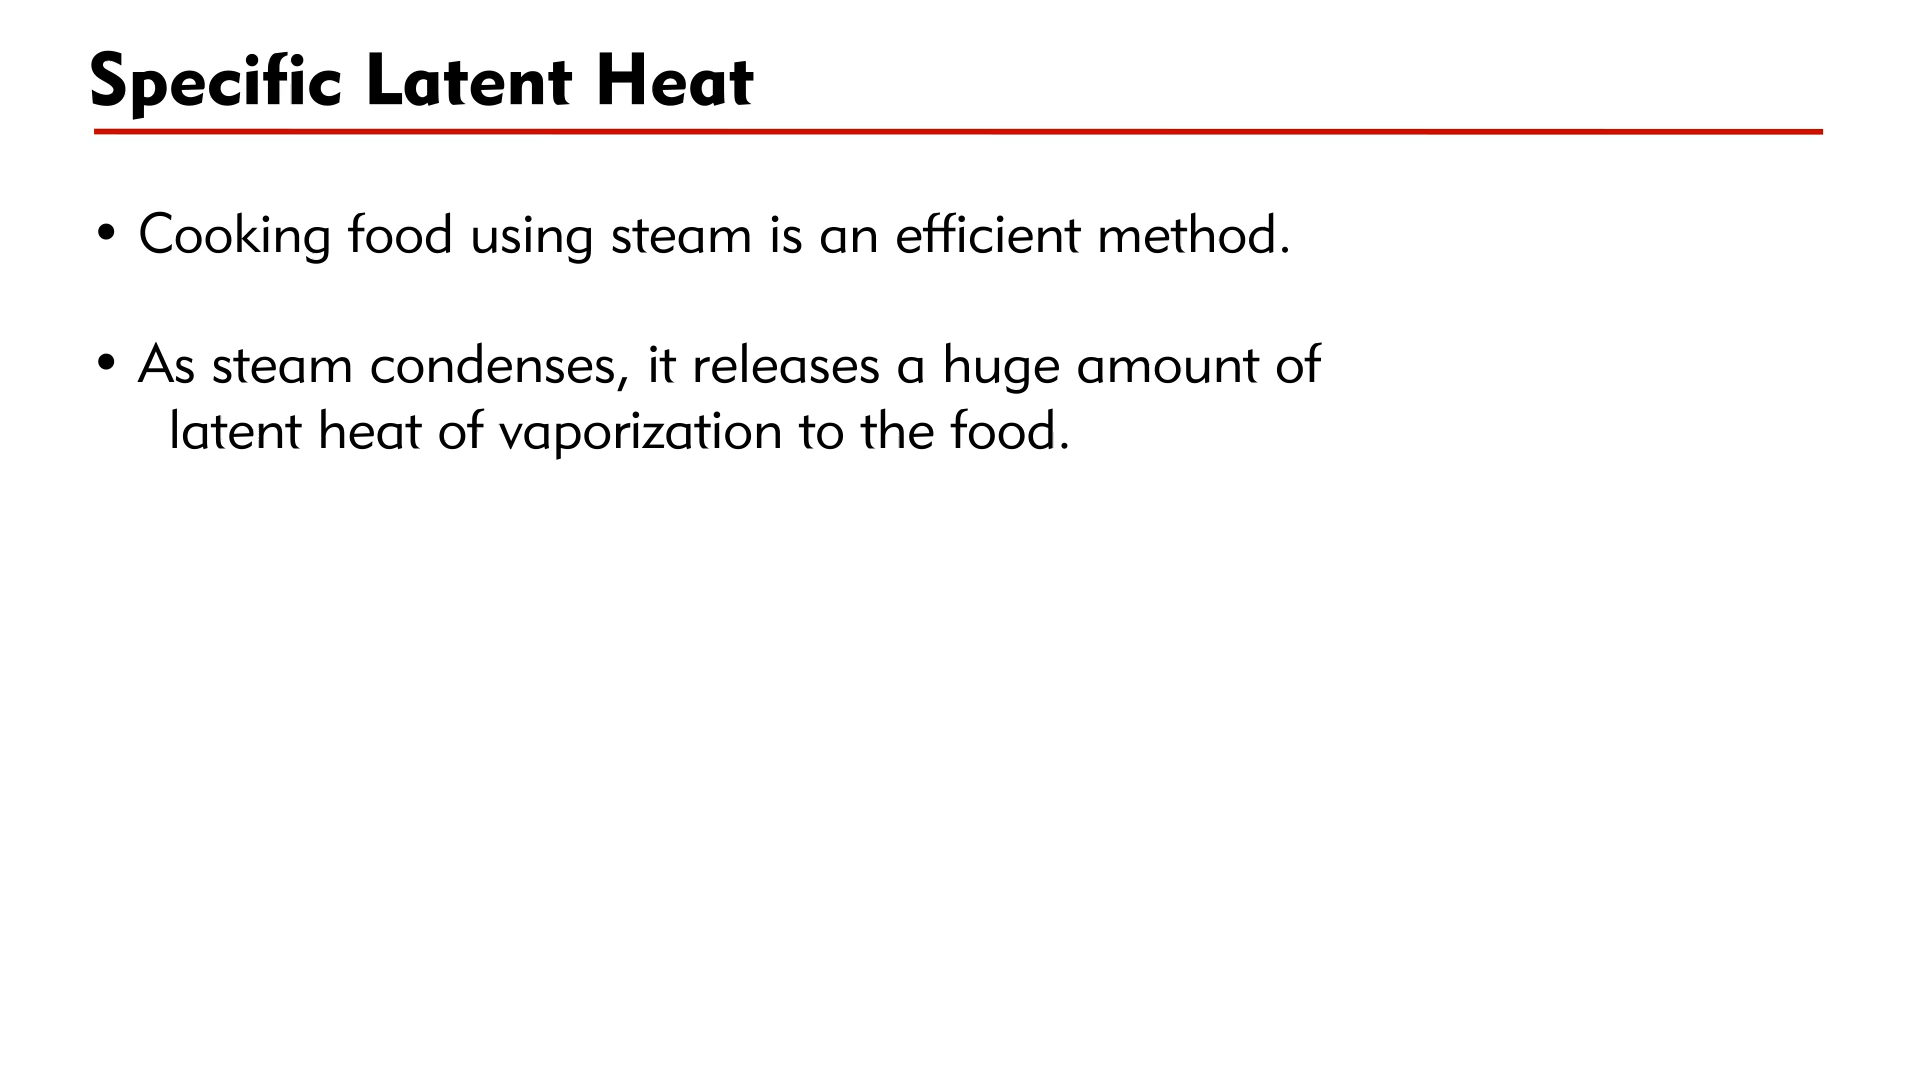 Specific Latent Heat
• Cooking food using steam is an efficient method.
• As steam condenses, it releases a huge amount of
latent heat of vaporization to the food.